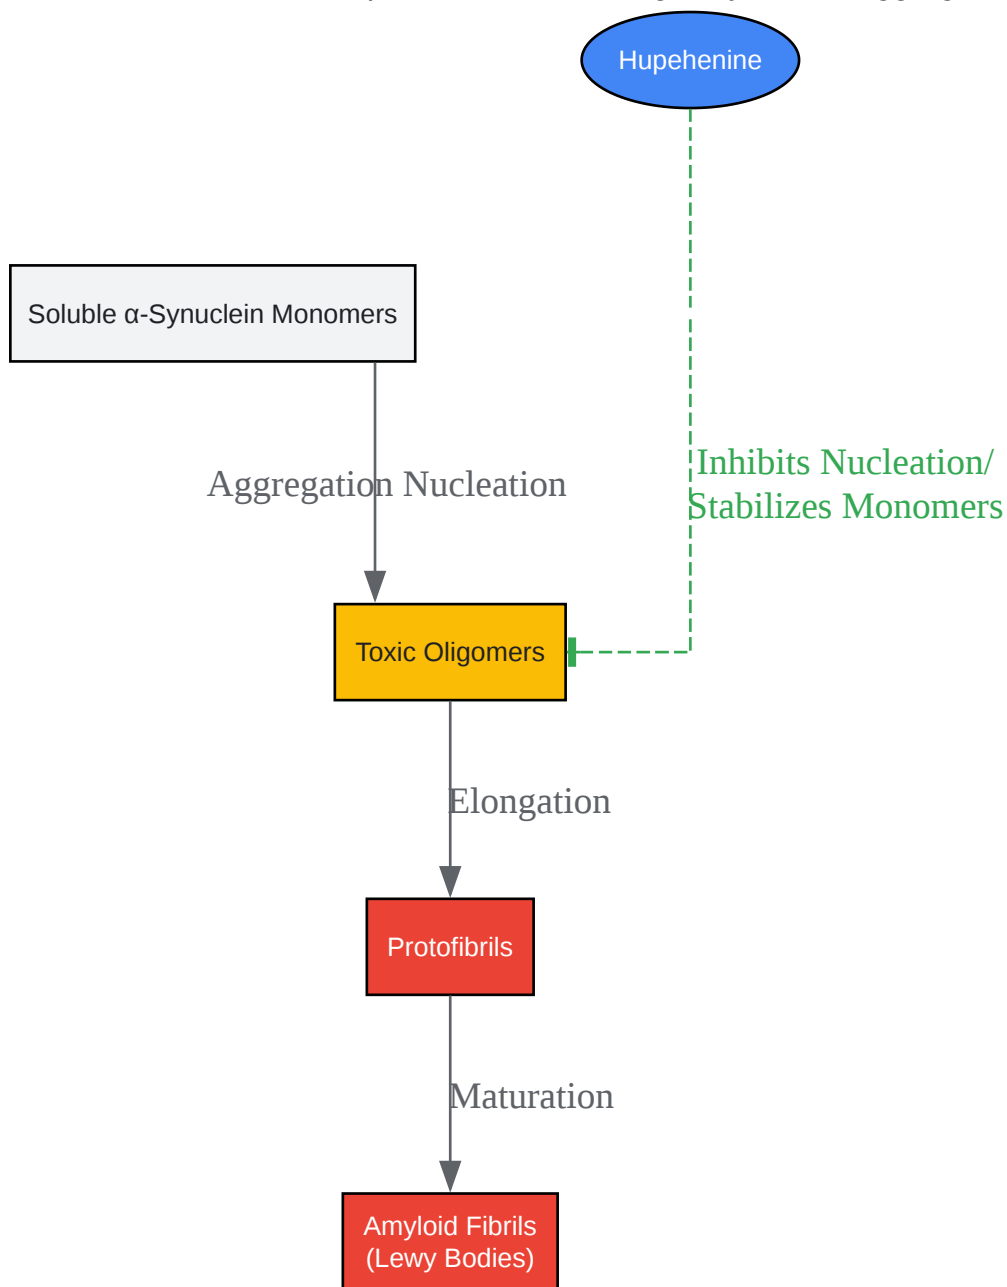 Hupehenine
Soluble α-Synuclein Monomers
Inhibits Nucleation/
Stabilizes Monomers
Aggregation Nucleation
Toxic Oligomers
Elongation
Protofibrils
Maturation
Amyloid Fibrils
(Lewy Bodies)